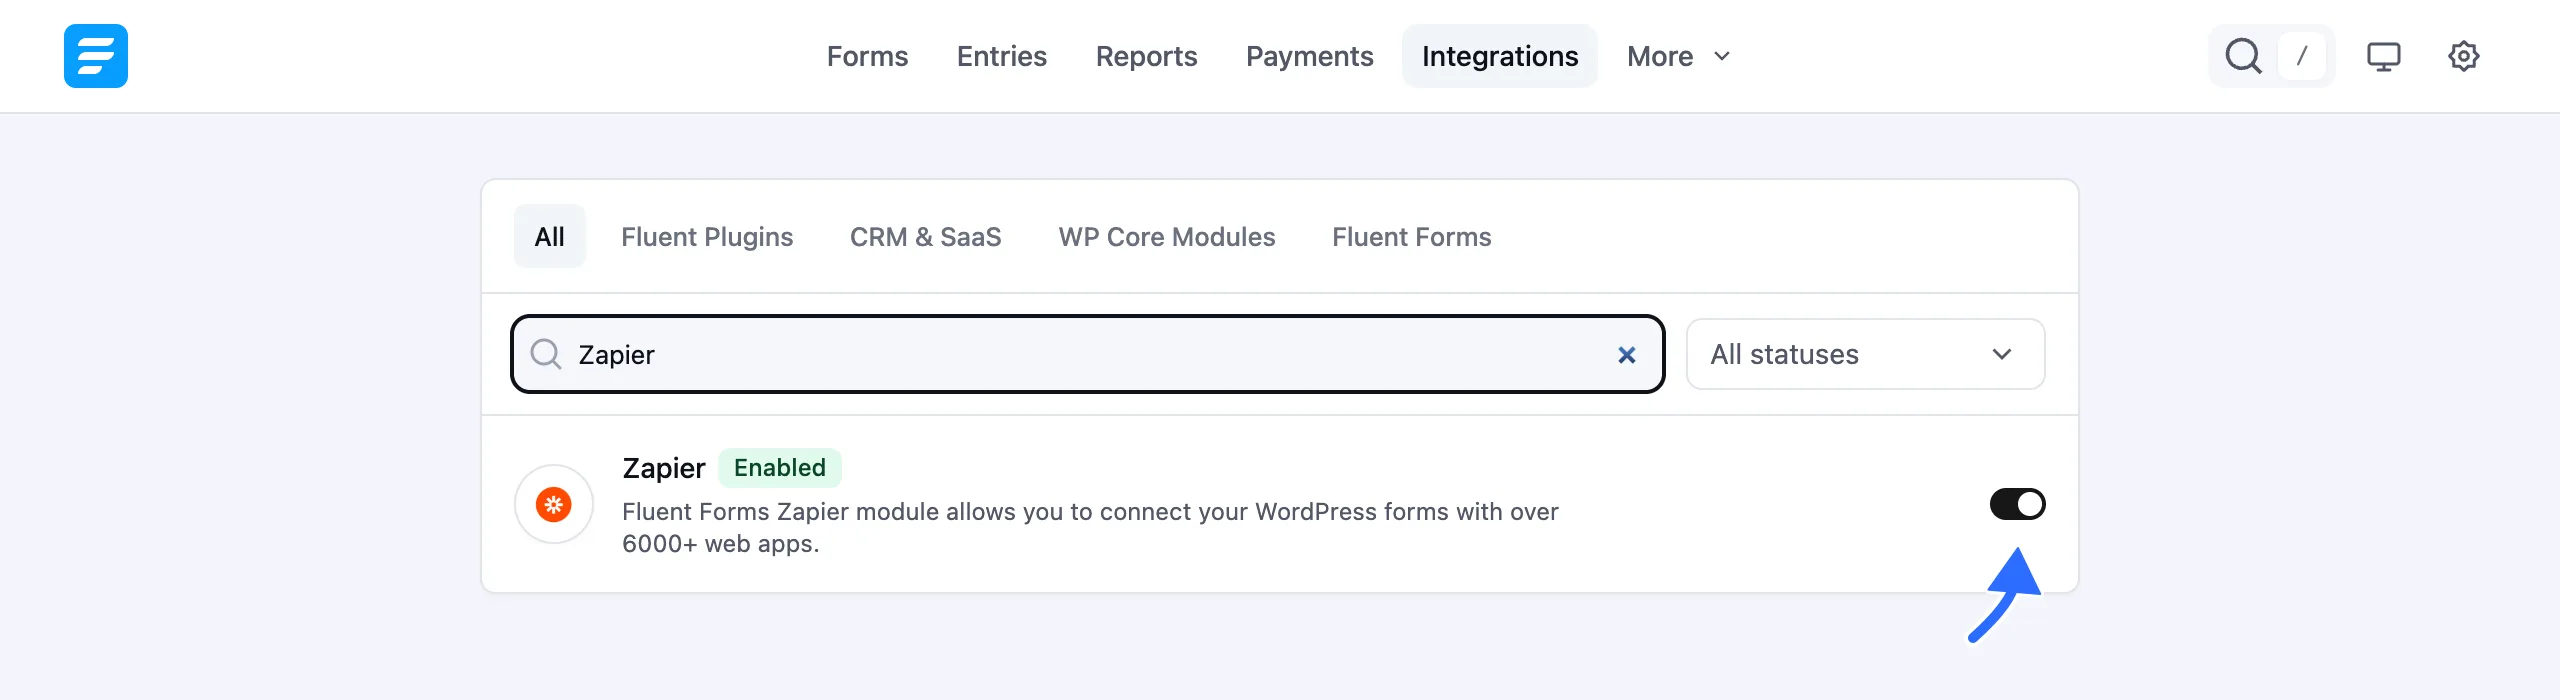 Forms Entries Reports Payments Integrations More /
All Fluent Plugins CRM & SaaS WP Core Modules Fluent Forms
Zapier All statuses
Zapier Enabled
Fluent Forms Zapier module allows you to connect your WordPress forms with over
6000+ web apps.